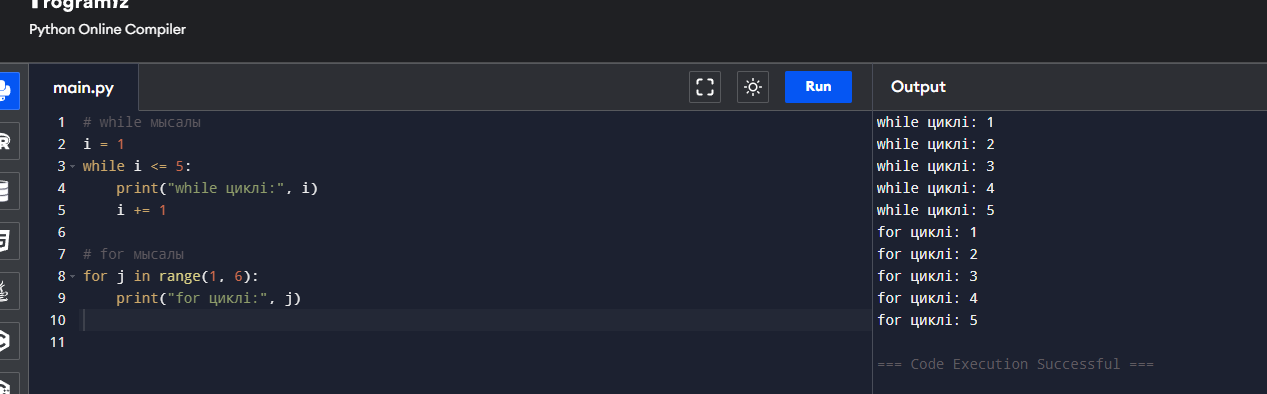 Programiz
Python Online Compiler
main.py
Run
Output
1 # while мысалы
2 i = 1
3 while i <= 5:
4 print("while циклі:", i)
5 i += 1
6
7 # for мысалы
8 for j in range(1, 6):
9 print("for циклі:", j)
10
11
while циклі: 1
while циклі: 2
while циклі: 3
while циклі: 4
while циклі: 5
for циклі: 1
for циклі: 2
for циклі: 3
for циклі: 4
for циклі: 5
=== Code Execution Successful ===